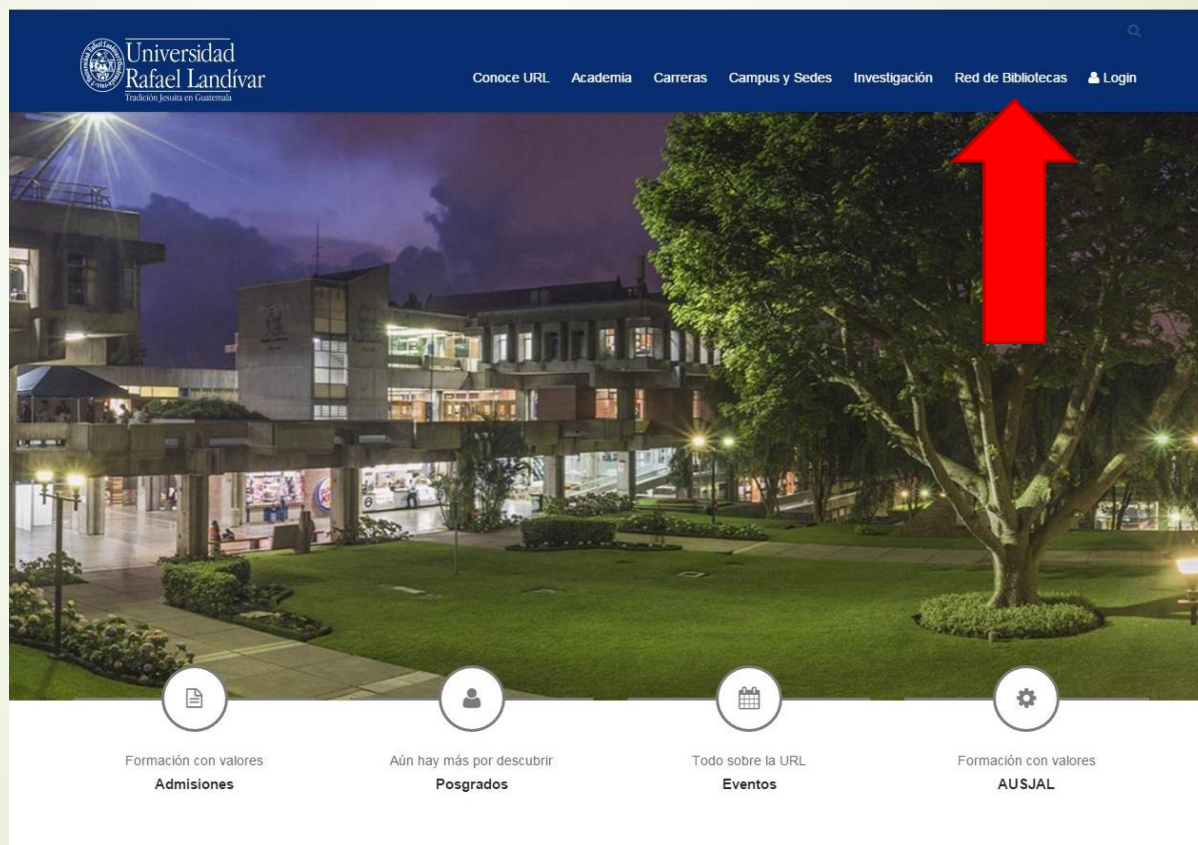 Universidad
Rafael Landívar
Tradición Jesuita en Guatemala
Conoce URL Academia Carreras Campus y Sedes Investigación Red de Bibliotecas Login
Formación con valores
Admisiones
Aún hay más por descubrir
Posgrados
Todo sobre la URL
Eventos
Formación con valores
AUSJAL